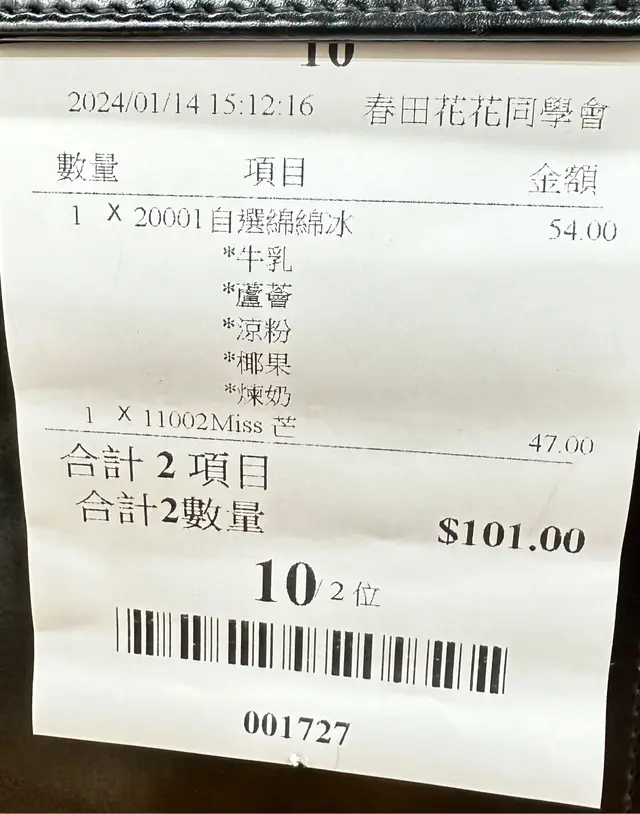 10
2024/01/14 15:12:16 春田花花同學會
數量 項目 金額
1 X 20001自選綿綿冰 54.00
*牛乳
*蘆薈
*涼粉
*椰果
*煉奶
1 X 11002Miss 芒 47.00
合計 2 項目
合計2數量 $101.00
10/ 2 位
001727